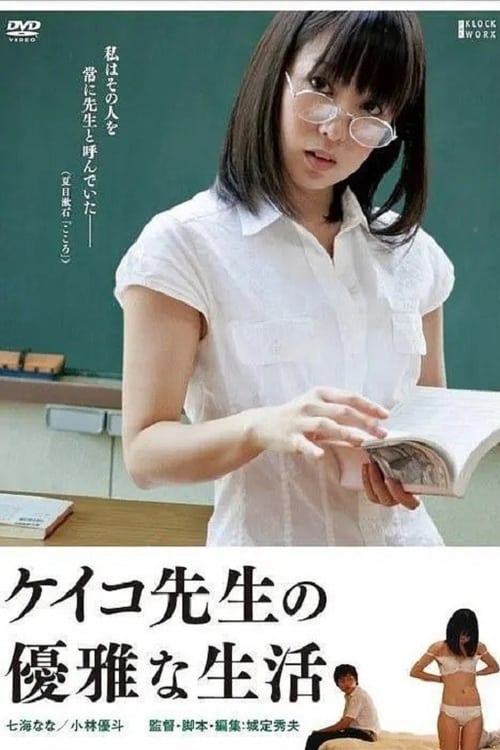 DVD
VIDEO
THE KLOCK
WORX
私はその人を
常に先生と呼んでいた——
(夏目漱石『こころ』)
ケイコ先生の
優雅な生活
七海なな/小林優斗 監督・脚本・編集:城定秀夫